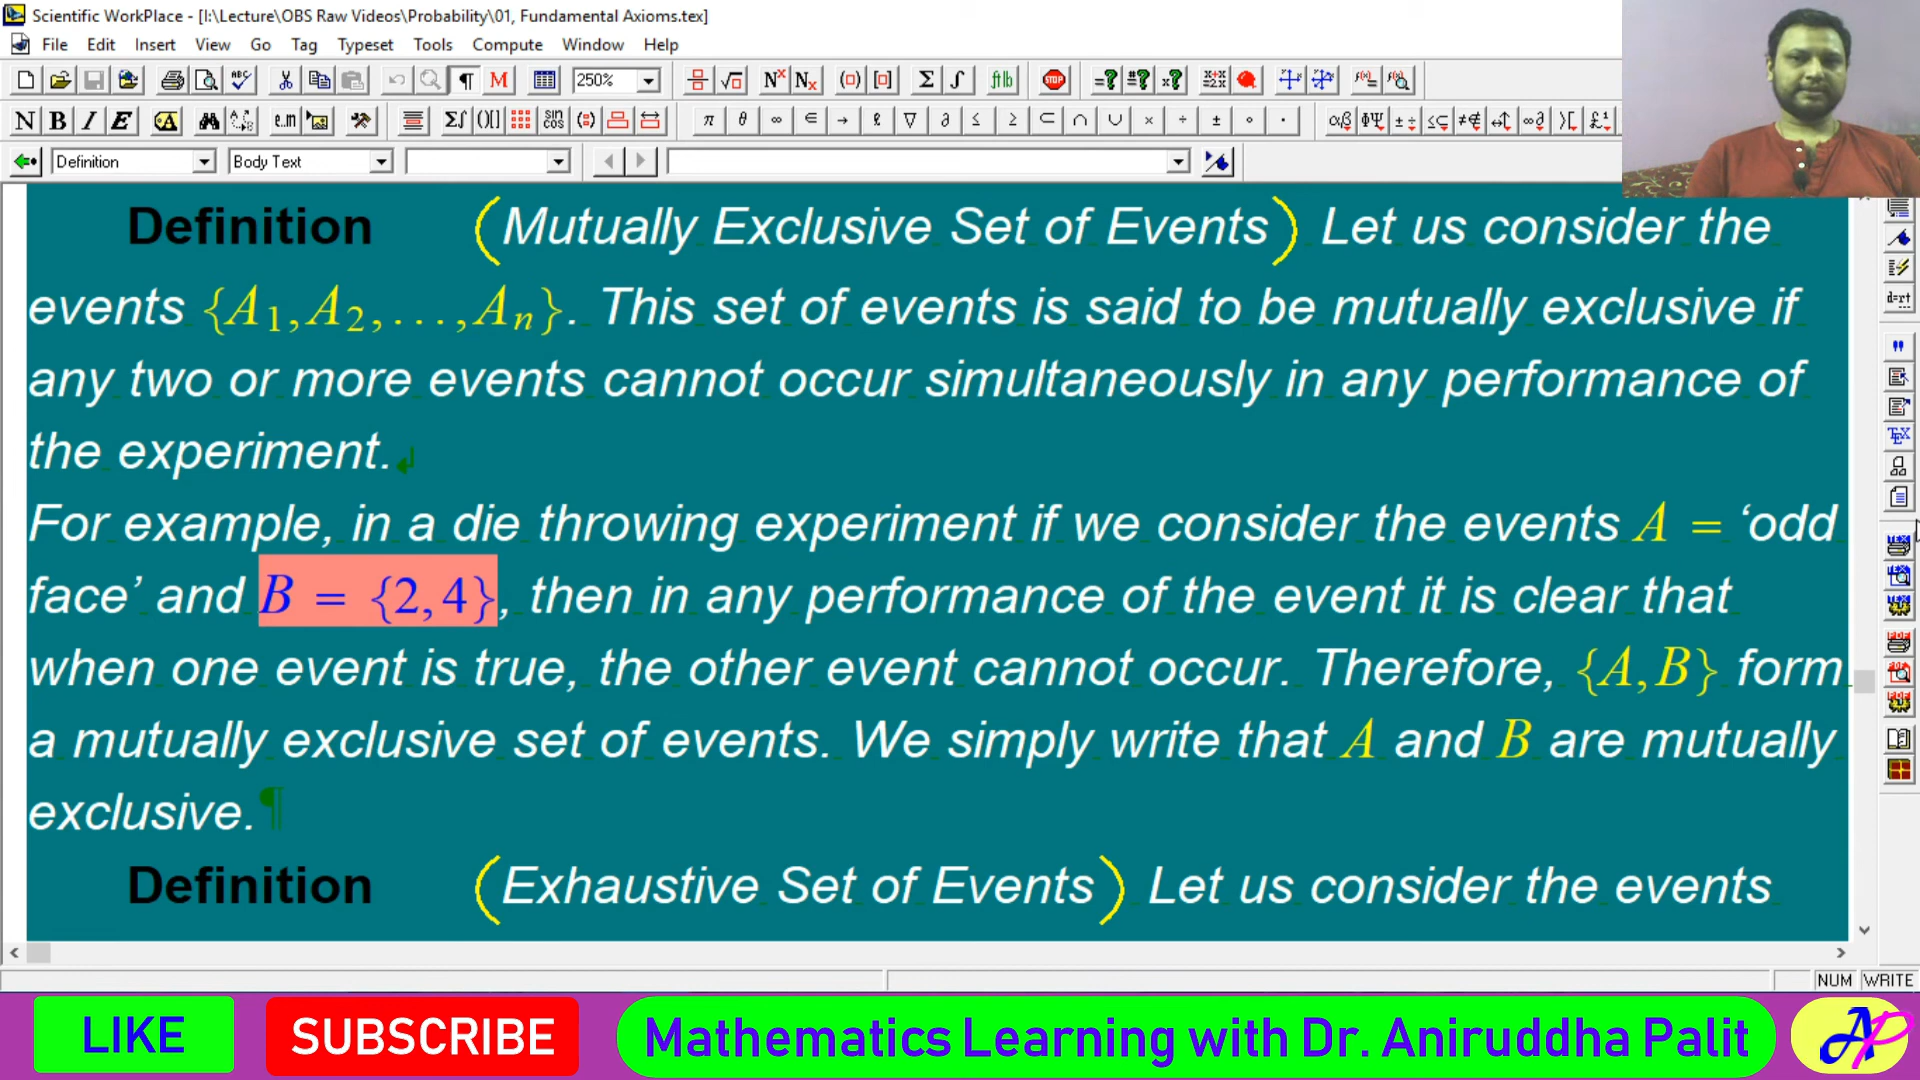 Scientific WorkPlace - [I:\Lecture\OBS Raw Videos\Probability\01, Fundamental Axioms.tex]
File Edit Insert View Go Tag Typeset Tools Compute Window Help
250%
Definition Body Text
Definition (Mutually Exclusive Set of Events) Let us consider the
events {A₁,A₂,...,Aₙ}. This set of events is said to be mutually exclusive if
any two or more events cannot occur simultaneously in any performance of
the experiment.
For example, in a die throwing experiment if we consider the events A = ‘odd
face’ and B = {2,4}, then in any performance of the event it is clear that
when one event is true, the other event cannot occur. Therefore, {A,B} form
a mutually exclusive set of events. We simply write that A and B are mutually
exclusive.¶
Definition (Exhaustive Set of Events) Let us consider the events
NUM WRITE
LIKE
SUBSCRIBE
Mathematics Learning with Dr. Aniruddha Palit
AP